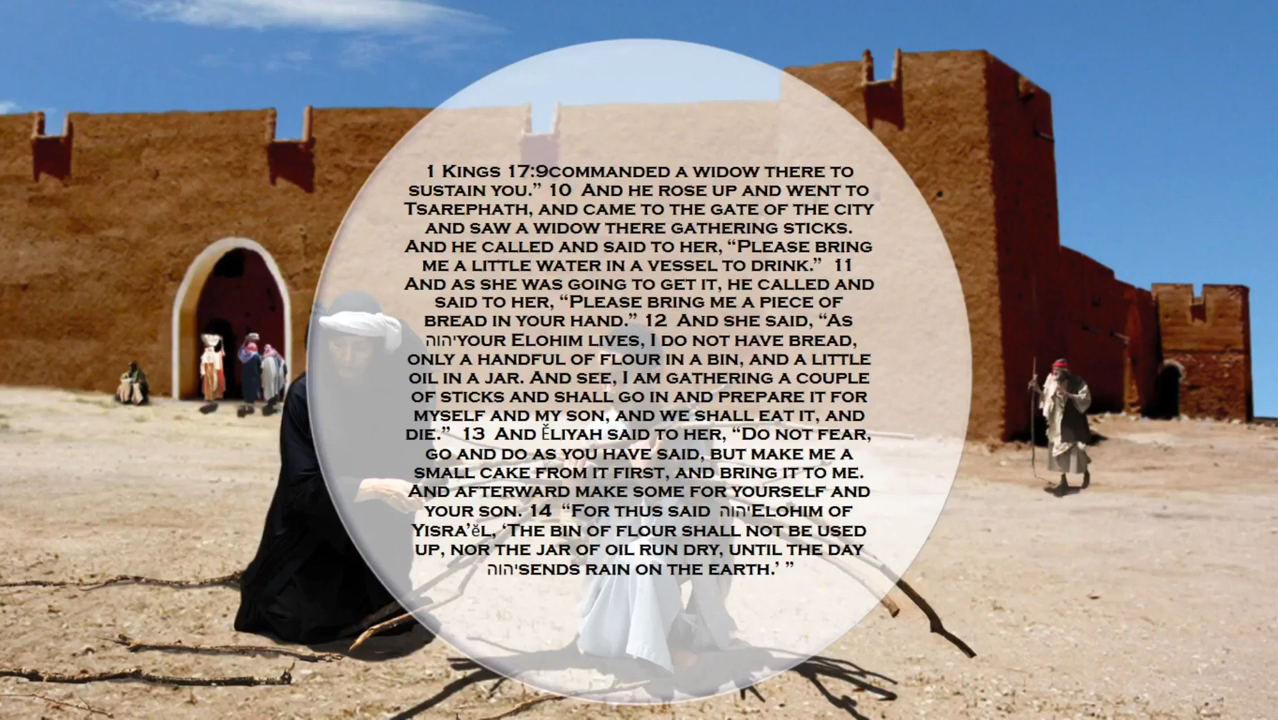 1 Kings 17:9commanded a widow there to
sustain you.” 10 And he rose up and went to
Tsarephath, and came to the gate of the city
and saw a widow there gathering sticks.
And he called and said to her, “Please bring
me a little water in a vessel to drink.” 11
And as she was going to get it, he called and
said to her, “Please bring me a piece of
bread in your hand.” 12 And she said, “As
יהוהyour Elohim lives, I do not have bread,
only a handful of flour in a bin, and a little
oil in a jar. And see, I am gathering a couple
of sticks and shall go in and prepare it for
myself and my son, and we shall eat it, and
die.” 13 And Ěliyah said to her, “Do not fear,
go and do as you have said, but make me a
small cake from it first, and bring it to me.
And afterward make some for yourself and
your son. 14 “For thus said יהוהElohim of
Yisra’ěl, ‘The bin of flour shall not be used
up, nor the jar of oil run dry, until the day
יהוהsends rain on the earth.’ ”